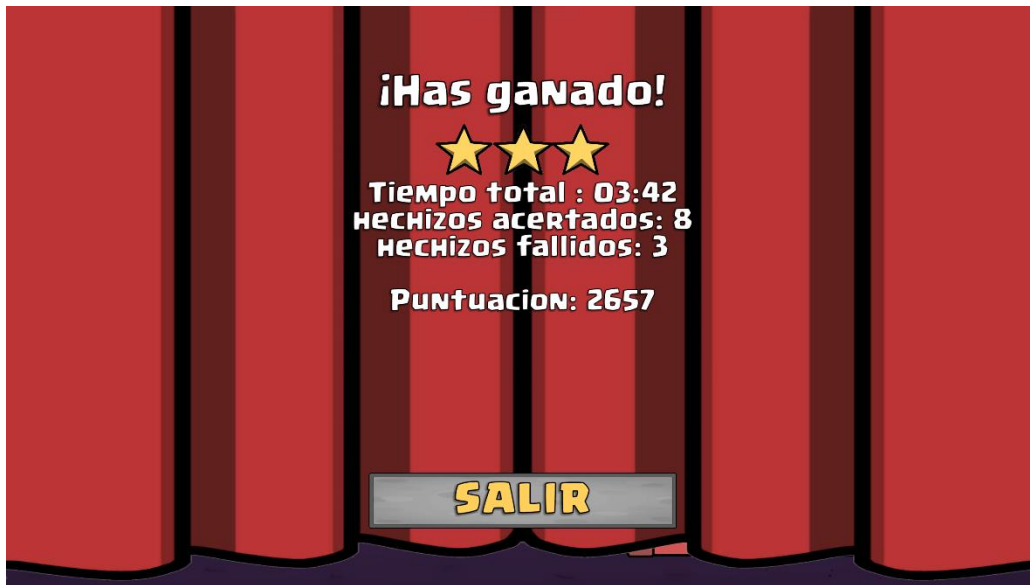 ¡Has ganado!
Tiempo total : 03:42
Hechizos acertados: 8
Hechizos fallidos: 3
Puntuacion: 2657
SALIR